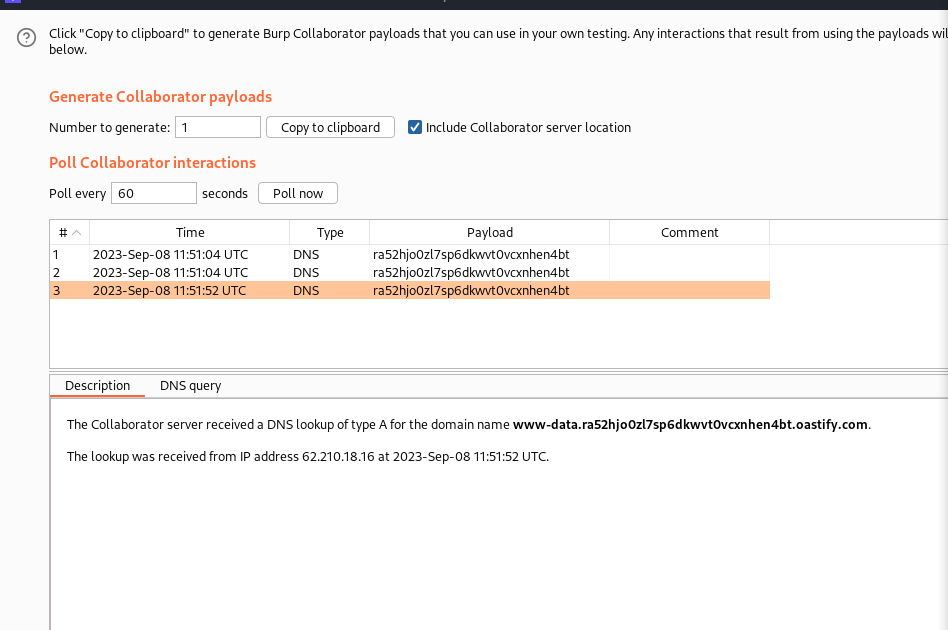 Click "Copy to clipboard" to generate Burp Collaborator payloads that you can use in your own testing. Any interactions that result from using the payloads wil
below.
Generate Collaborator payloads
Number to generate: 1 Copy to clipboard Include Collaborator server location
Poll Collaborator interactions
Poll every 60 seconds Poll now
# Time Type Payload Comment
1 2023-Sep-08 11:51:04 UTC DNS ra52hjo0zl7sp6dkwvt0vcxnhen4bt
2 2023-Sep-08 11:51:04 UTC DNS ra52hjo0zl7sp6dkwvt0vcxnhen4bt
3 2023-Sep-08 11:51:52 UTC DNS ra52hjo0zl7sp6dkwvt0vcxnhen4bt
Description DNS query
The Collaborator server received a DNS lookup of type A for the domain name www-data.ra52hjo0zl7sp6dkwvt0vcxnhen4bt.oastify.com.
The lookup was received from IP address 62.210.18.16 at 2023-Sep-08 11:51:52 UTC.